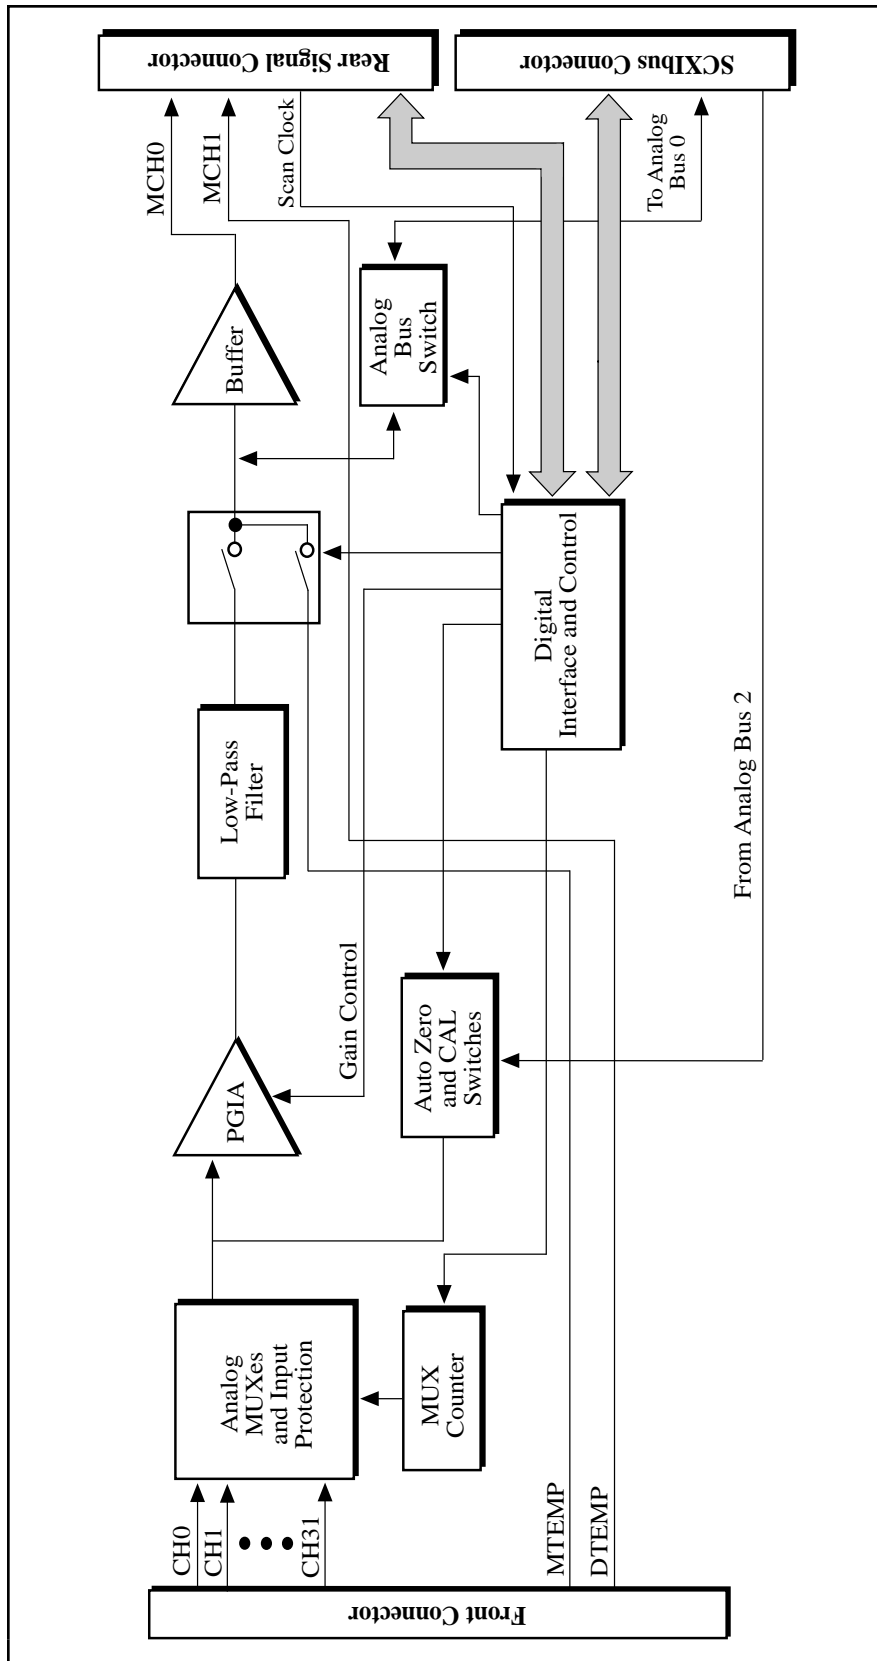 Rear Signal Connector
SCXIbus Connector
MCH0
MCH1
Scan Clock
To Analog
Bus 0
Buffer
Analog
Bus
Switch
Digital
Interface and Control
Low-Pass
Filter
From Analog Bus 2
Gain Control
PGIA
Auto Zero
and CAL
Switches
Analog
MUXes
and Input
Protection
MUX
Counter
CH0
CH1
CH31
MTEMP
DTEMP
Front Connector